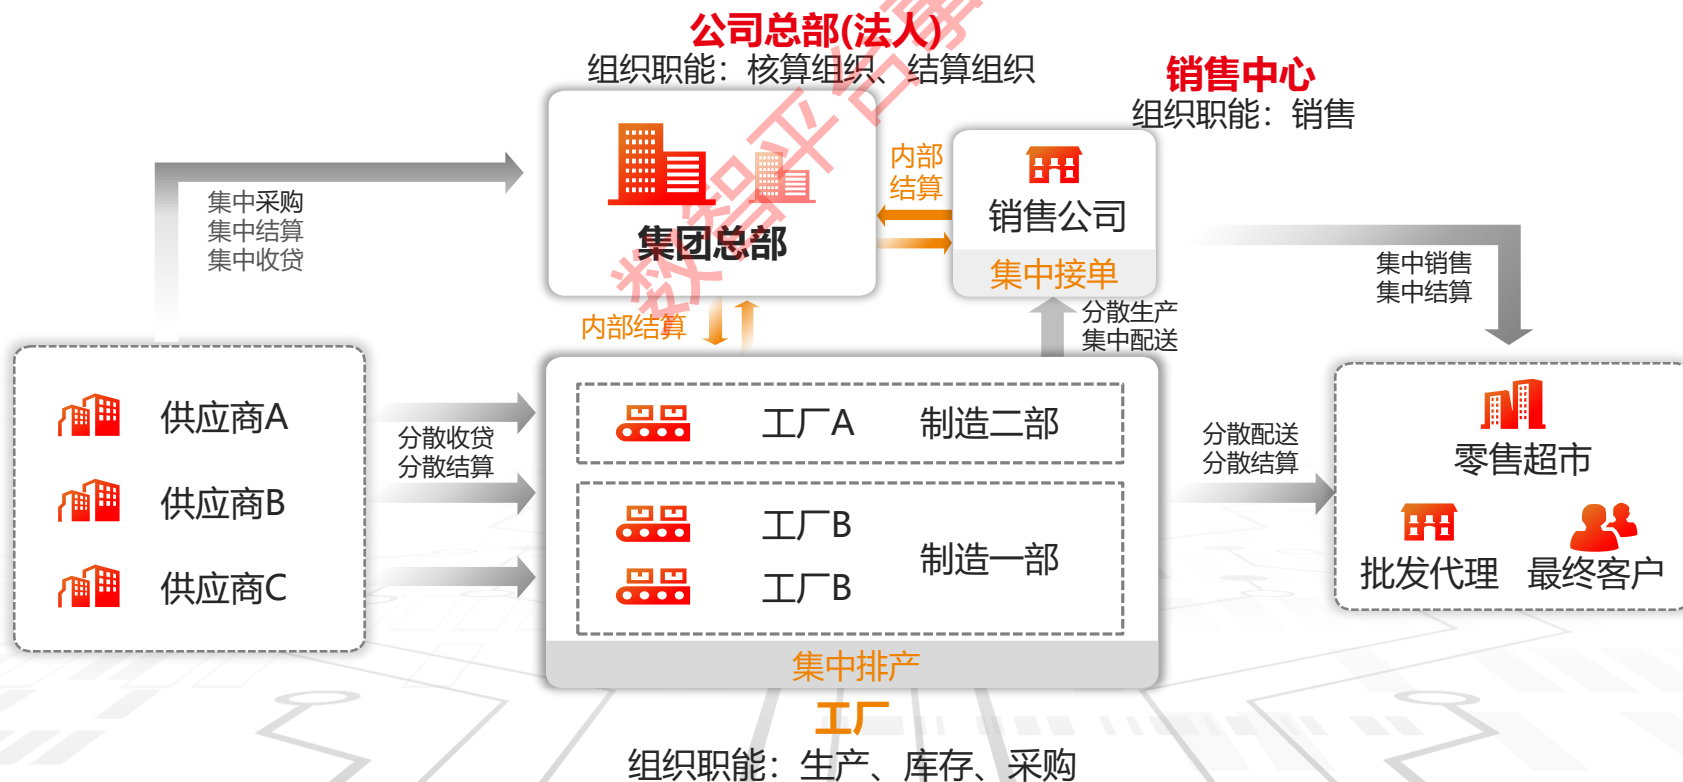 公司总部(法人)
组织职能：核算组织、结算组织
销售中心
组织职能：销售
集团总部
内部
结算
销售公司
集中接单
集中采购
集中结算
集中收贷
集中销售
集中结算
内部结算
分散生产
集中配送
供应商A
供应商B
供应商C
分散收贷
分散结算
工厂A 制造二部
工厂B
制造一部
工厂B
集中排产
分散配送
分散结算
零售超市
批发代理 最终客户
工厂
组织职能：生产、库存、采购
数智平台事